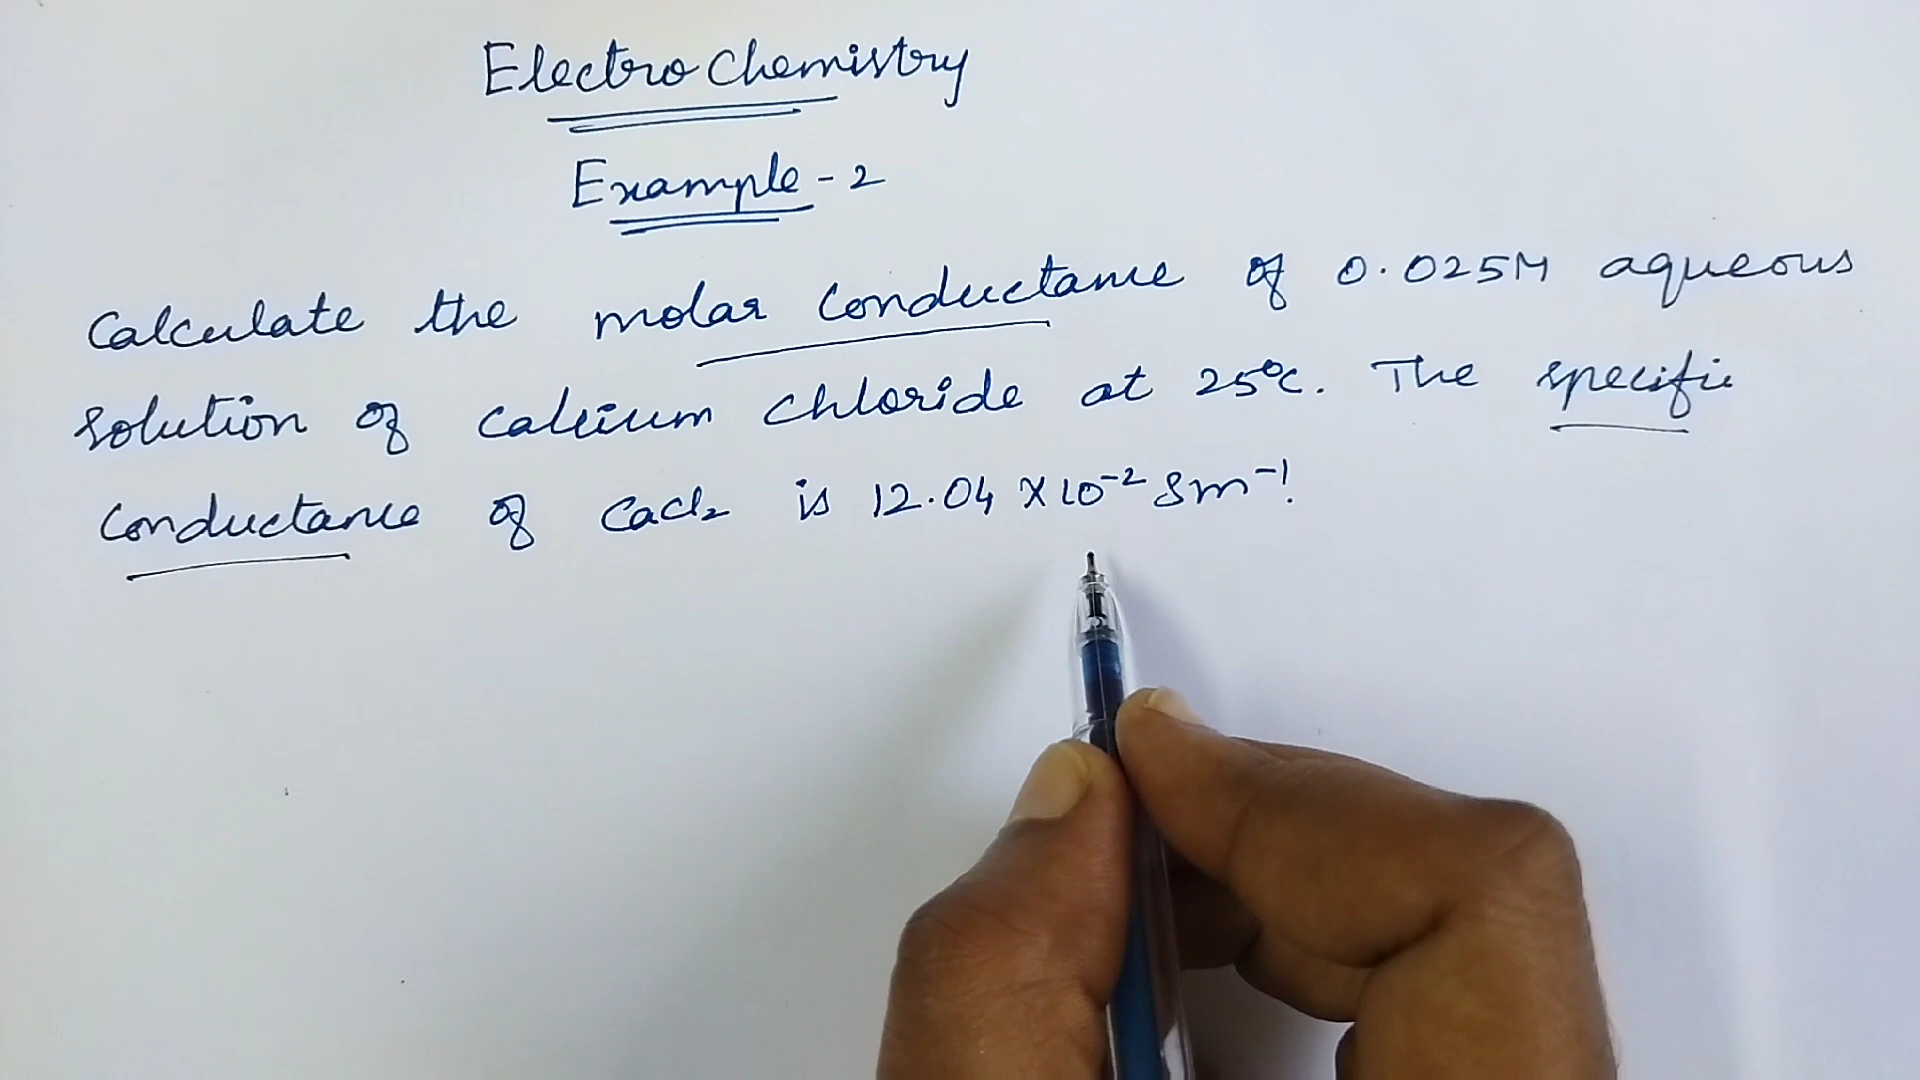 Electro Chemistry
Example - 2
Calculate the molar conductance of 0.025M aqueous
solution of calcium chloride at 25°C. The specific
conductance of CaCl₂ is 12.04 × 10⁻² Sm⁻¹.